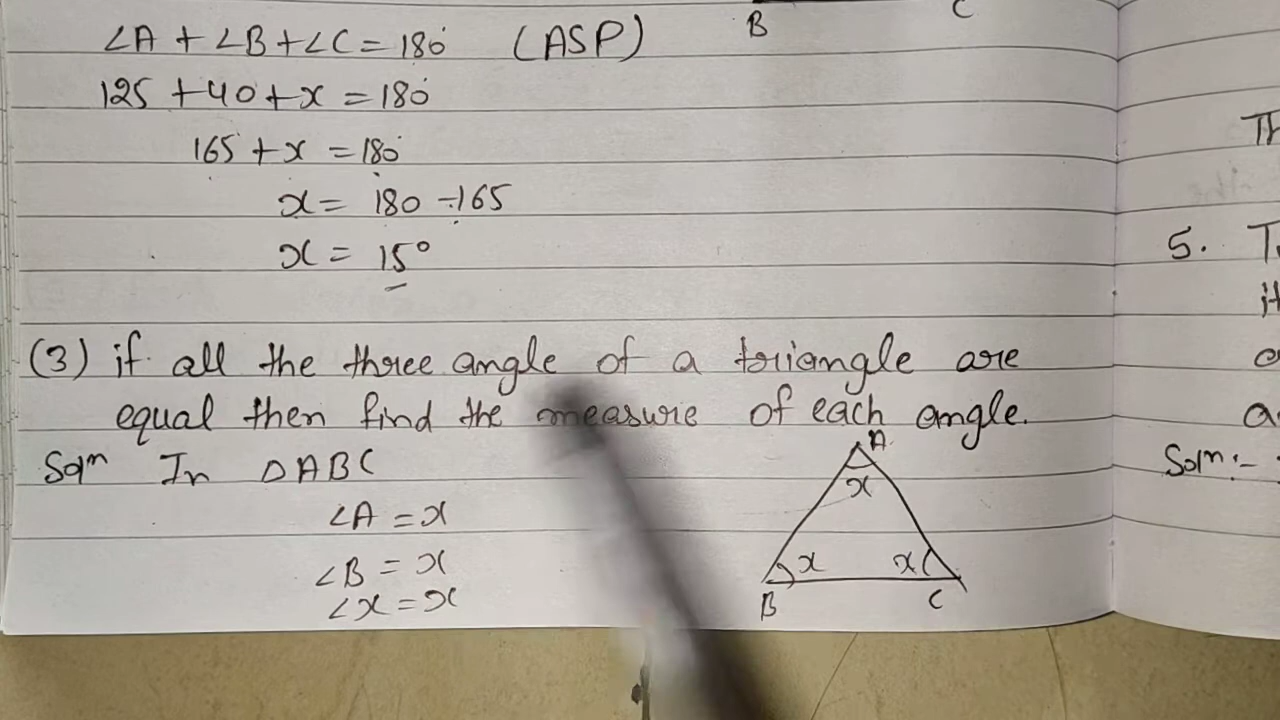 B C
∠A + ∠B + ∠C = 180° (ASP)
125 + 40 + x = 180°
165 + x = 180°
x = 180 - 165
x = 15°
(3) if all the three angle of a triangle are
equal then find the measure of each angle.
Solⁿ In △ABC
∠A = x
∠B = x
∠x = x
A
x
x x
B C
Th
5. T
H
a
Solⁿ:-